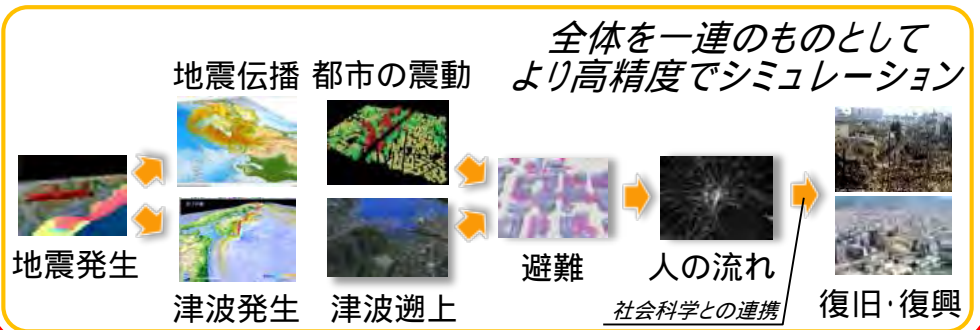 全体を一連のものとして
より高精度でシミュレーション
地震伝播
都市の震動
地震発生
津波発生
津波遡上
避難
人の流れ
社会科学との連携
復旧・復興